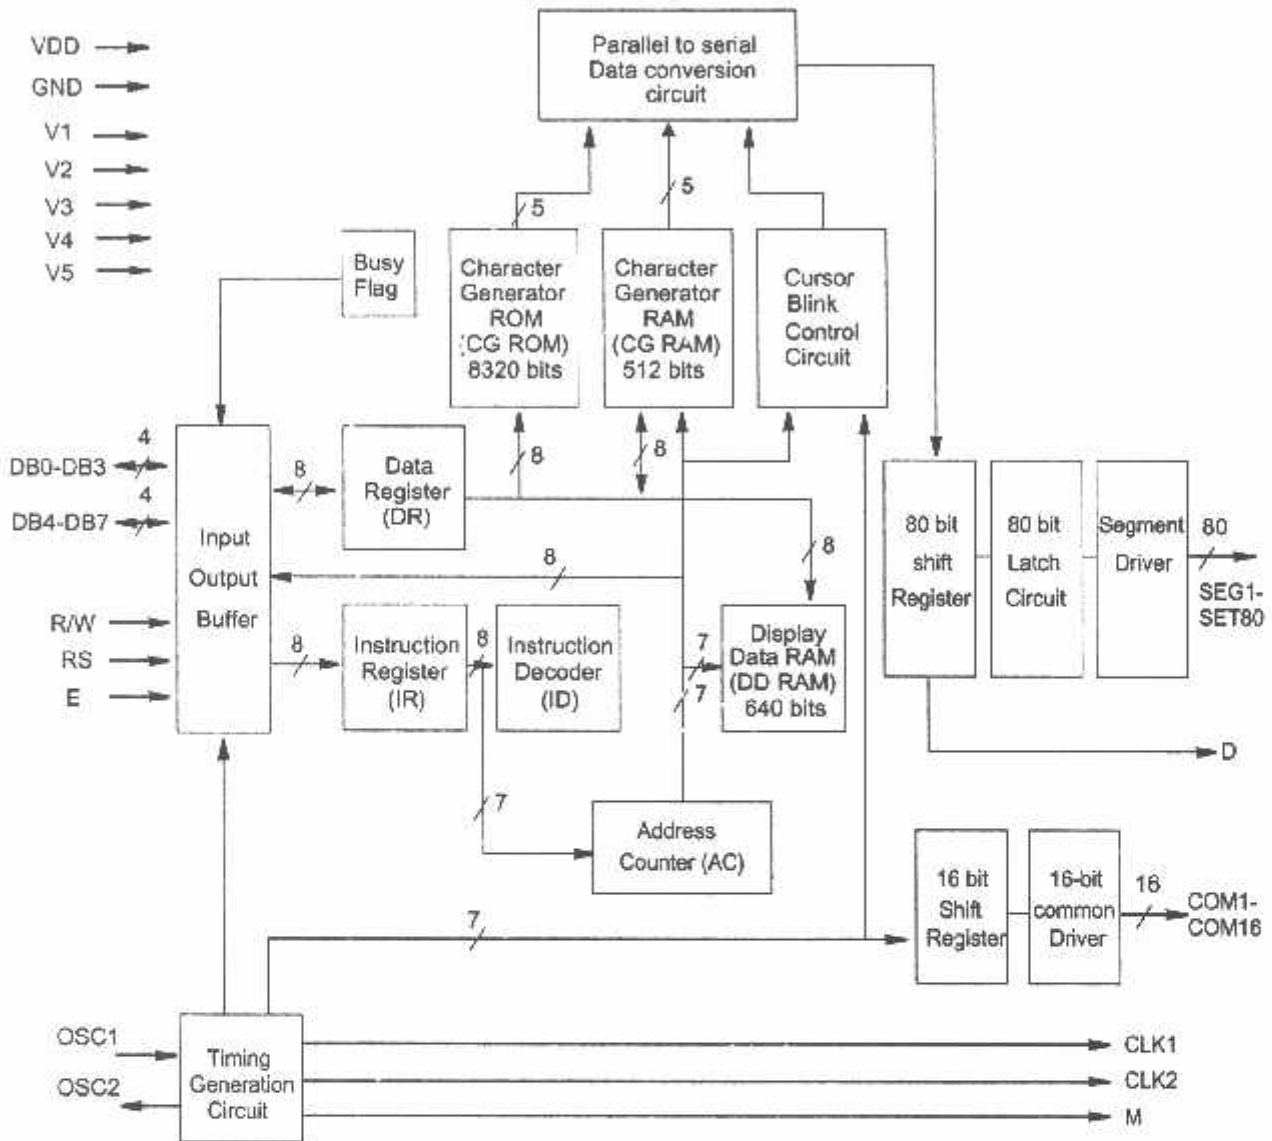 Parallel to serial
Data conversion
circuit
VDD
GND
V1
V2
V3
V4
V5
5
5
Busy
Flag
Character
Generator
ROM
(CG ROM)
8320 bits
Character
Generator
RAM
(CG RAM)
512 bits
Cursor
Blink
Control
Circuit
4
DB0-DB3
4
DB4-DB7
R/W
RS
E
Input
Output
Buffer
8
Data
Register
(DR)
8
8
8
8
8
Instruction
Register
(IR)
8
Instruction
Decoder
(ID)
7
7
Display
Data RAM
(DD RAM)
640 bits
80 bit
shift
Register
80 bit
Latch
Circuit
Segment
Driver
80
SEG1-
SET80
D
7
Address
Counter (AC)
7
16 bit
Shift
Register
16-bit
common
Driver
16
COM1-
COM16
OSC1
OSC2
Timing
Generation
Circuit
CLK1
CLK2
M